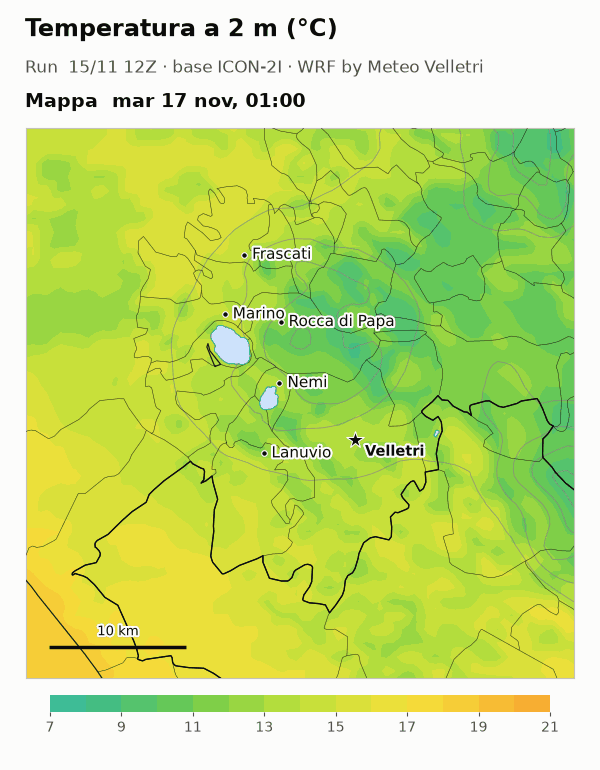 Temperatura a 2 m (°C)
Run  15/11 12Z · base ICON-2I · WRF by Meteo Velletri
Mappa  mar 17 nov, 01:00
Frascati
Marino
Rocca di Papa
Nemi
Velletri
Lanuvio
10 km
7 9 11 13 15 17 19 21